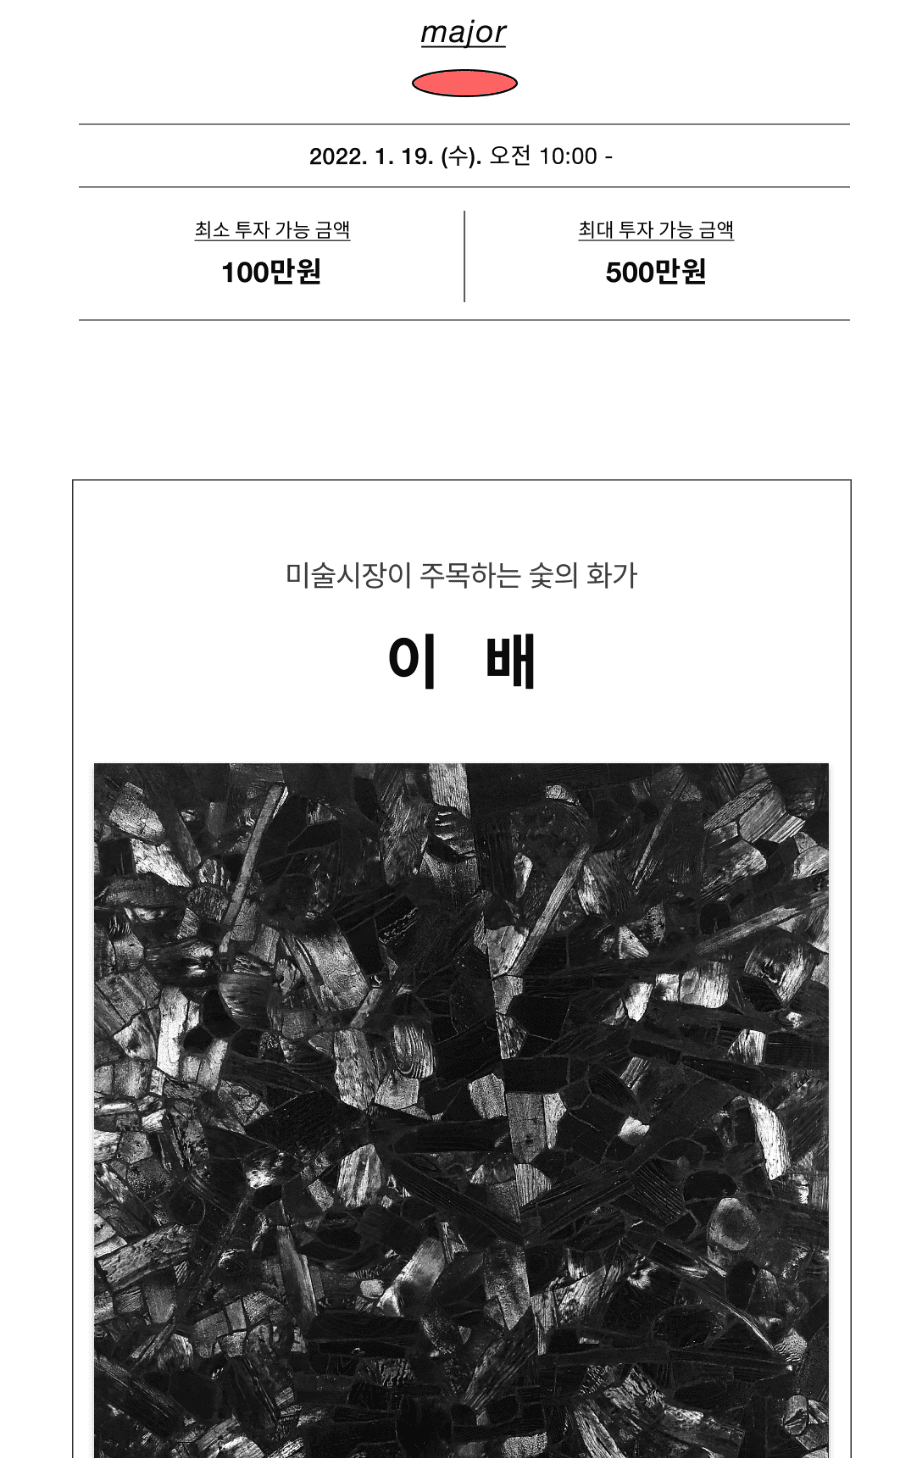 major
2022. 1. 19. (수). 오전 10:00 -
최소 투자 가능 금액
100만원
최대 투자 가능 금액
500만원
미술시장이 주목하는 숯의 화가
이 배